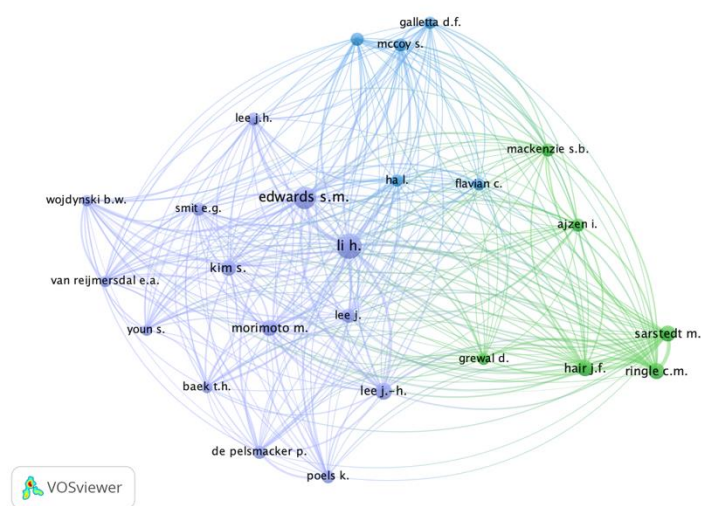 galletta d.f.
mccoy s.
lee j.h.
mackenzie s.b.
ha l.
flavian c.
edwards s.m.
wojdynski b.w.
smit e.g.
ajzen i.
li h.
kim s.
van reijmersdal e.a.
lee j.
youn s.
morimoto m.
sarstedt m.
grewal d.
hair j.f.
ringle c.m.
baek t.h.
lee j.-h.
de pelsmacker p.
poels k.
VOSviewer